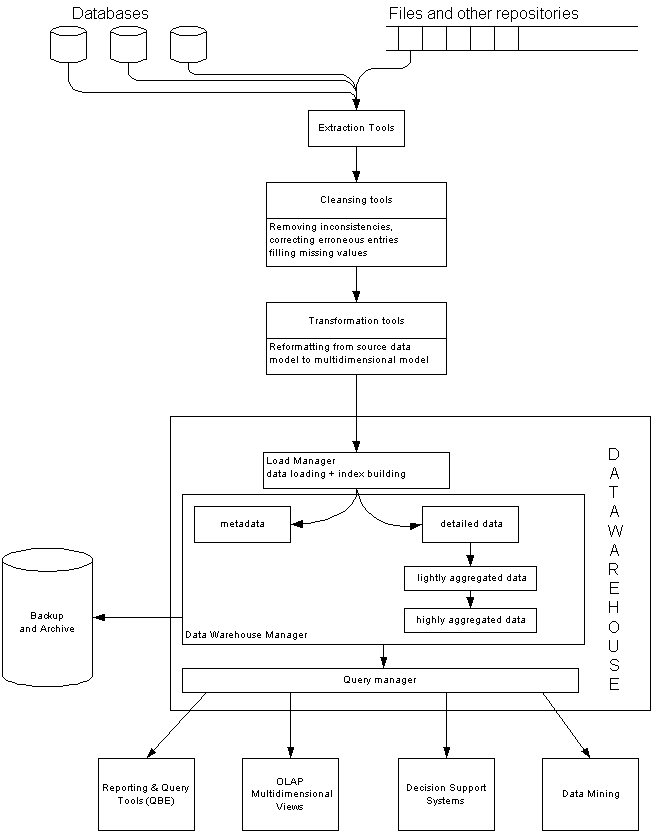 Databases
Files and other repositories
Extraction Tools
Cleansing tools
Removing inconsistencies,
correcting erroneous entries
filling missing values
Transformation tools
Reformatting from source data
model to multidimensional model
Load Manager
data loading + index building
metadata
detailed data
lightly aggregated data
highly aggregated data
Data Warehouse Manager
DATAWAREHOUSE
Backup
and Archive
Query manager
Reporting & Query
Tools (QBE)
OLAP
Multidimensional
Views
Decision Support
Systems
Data Mining